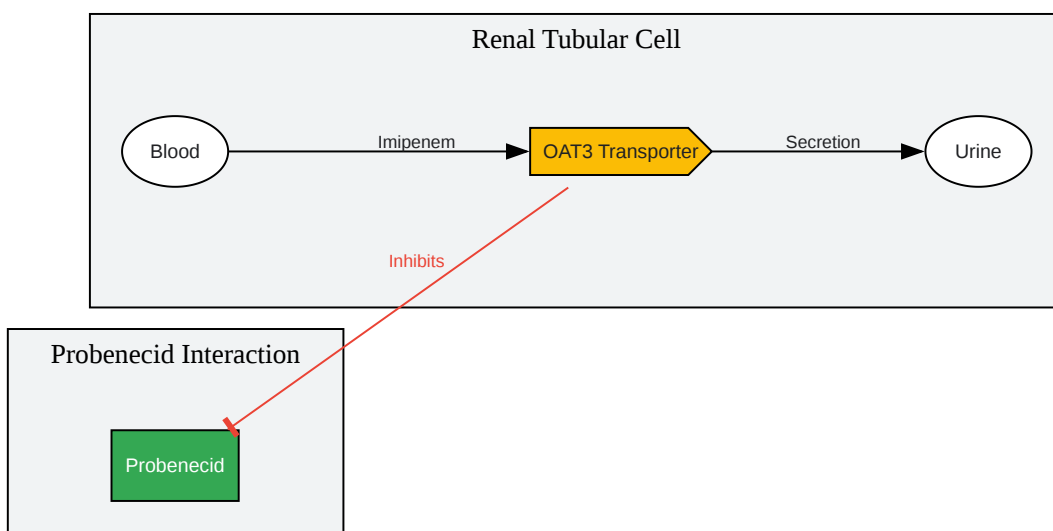 Renal Tubular Cell
Blood
Imipenem
OAT3 Transporter
Secretion
Urine
Inhibits
Probenecid Interaction
Probenecid